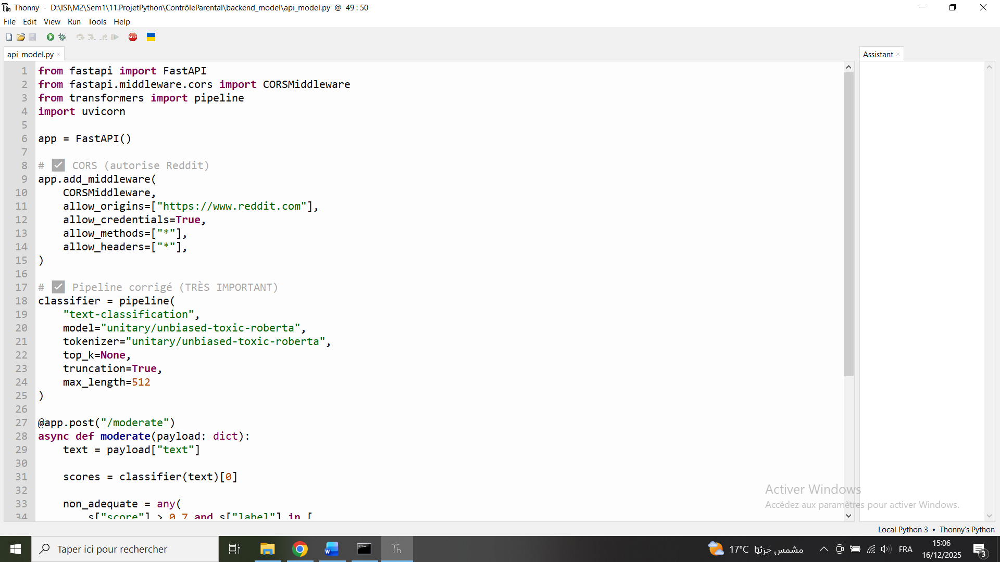 Thonny - D:\ISI\M2\Sem1\11.ProjetPython\ContrôleParental\backend_model\api_model.py @ 49 : 50
File Edit View Run Tools Help
STOP
api_model.py ×
Assistant ×
1 from fastapi import FastAPI
2 from fastapi.middleware.cors import CORSMiddleware
3 from transformers import pipeline
4 import uvicorn
5
6 app = FastAPI()
7
8 # ✅ CORS (autorise Reddit)
9 app.add_middleware(
10     CORSMiddleware,
11     allow_origins=["https://www.reddit.com"],
12     allow_credentials=True,
13     allow_methods=["*"],
14     allow_headers=["*"],
15 )
16
17 # ✅ Pipeline corrigé (TRÈS IMPORTANT)
18 classifier = pipeline(
19     "text-classification",
20     model="unitary/unbiased-toxic-roberta",
21     tokenizer="unitary/unbiased-toxic-roberta",
22     top_k=None,
23     truncation=True,
24     max_length=512
25 )
26
27 @app.post("/moderate")
28 async def moderate(payload: dict):
29     text = payload["text"]
30
31     scores = classifier(text)[0]
32
33     non_adequate = any(
34         s["score"] > 0.7 and s["label"] in [
Activer Windows
Accédez aux paramètres pour activer Windows.
Local Python 3 • Thonny's Python
Taper ici pour rechercher
Th
17°C مشمس جزئيًا
FRA
15:06
16/12/2025
3